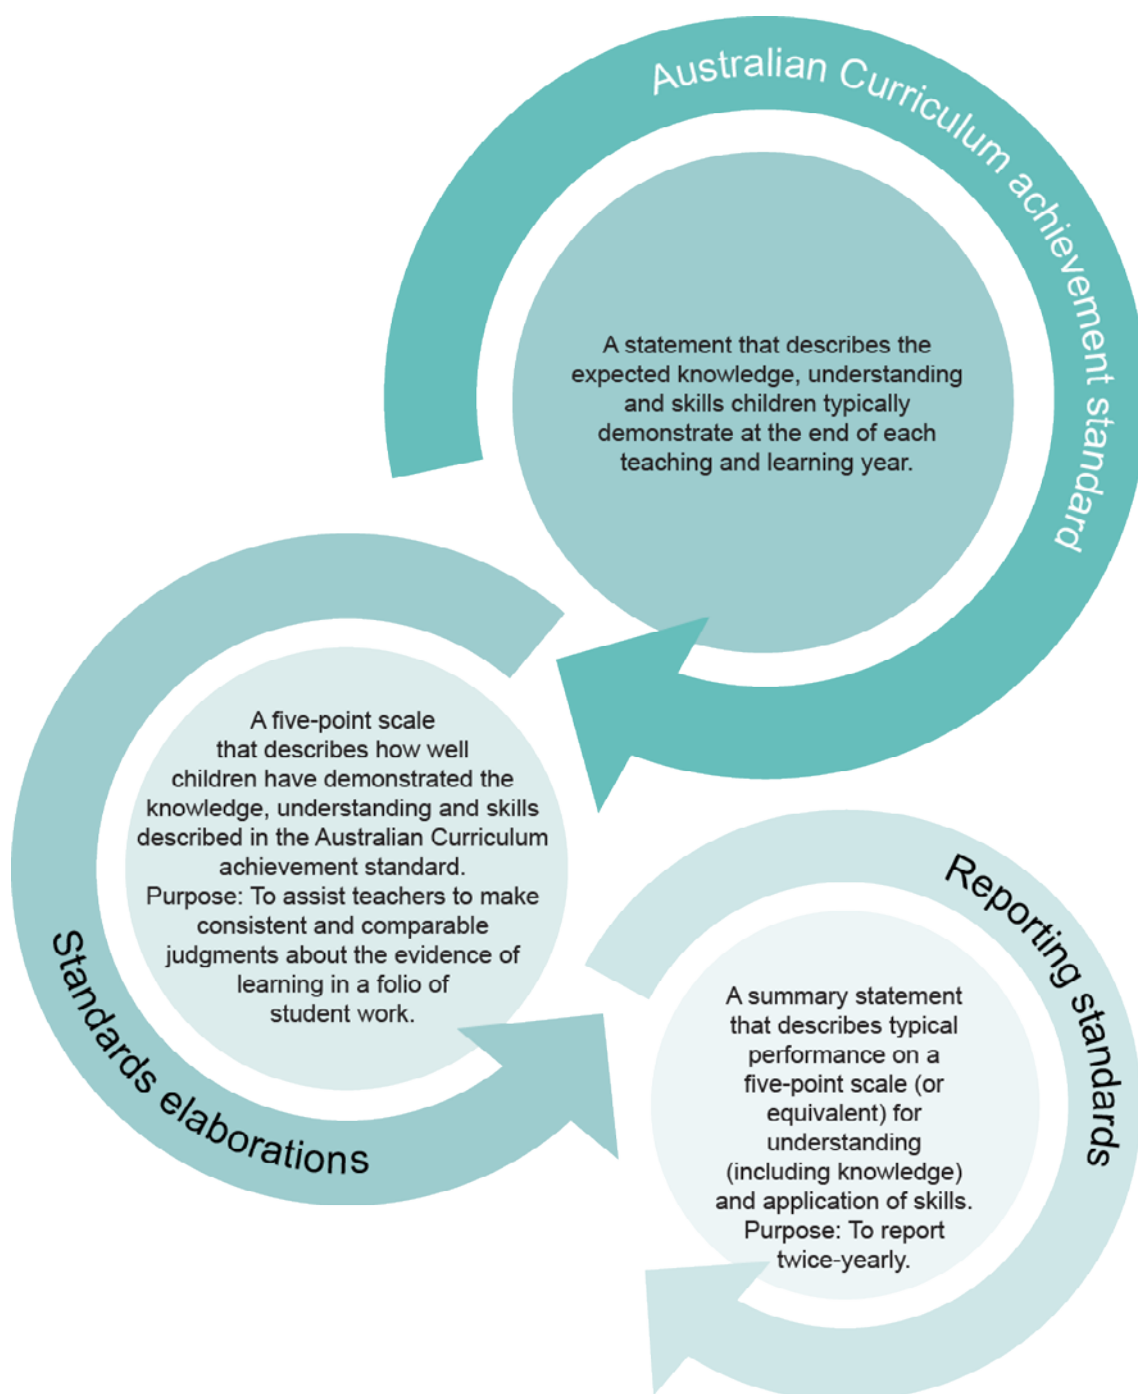 Australian Curriculum achievement standard
A statement that describes the
expected knowledge, understanding
and skills children typically
demonstrate at the end of each
teaching and learning year.
A five-point scale
that describes how well
children have demonstrated the
knowledge, understanding and skills
described in the Australian Curriculum
achievement standard.
Purpose: To assist teachers to make
consistent and comparable
judgments about the evidence of
learning in a folio of
student work.
Standards elaborations
Reporting standards
A summary statement
that describes typical
performance on a
five-point scale (or
equivalent) for
understanding
(including knowledge)
and application of skills.
Purpose: To report
twice-yearly.